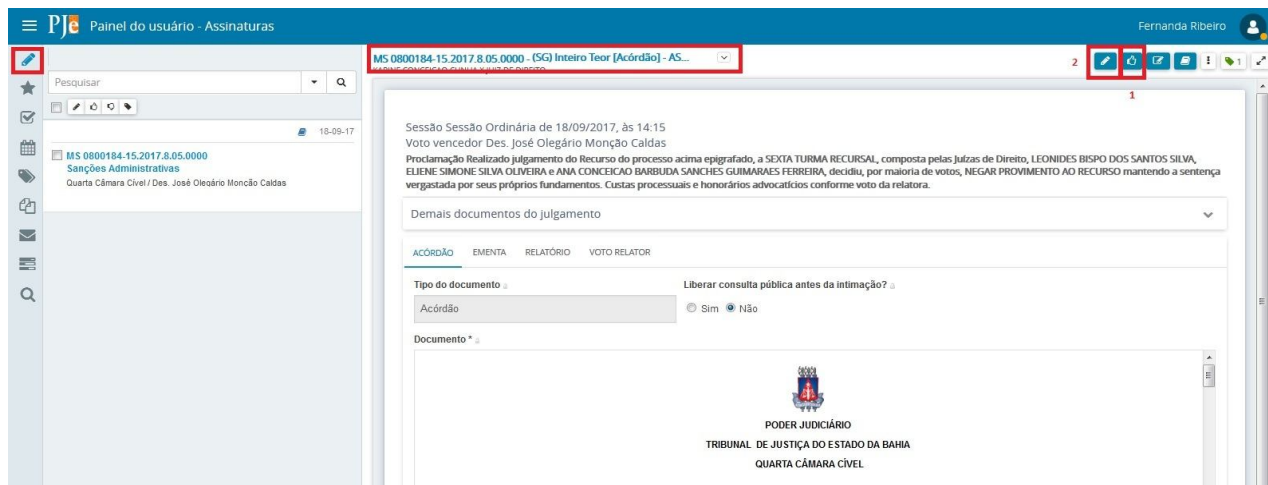 PJe Painel do usuário - Assinaturas
Fernanda Ribeiro
Pesquisar
18-09-17
MS 0800184-15.2017.8.05.0000
Sanções Administrativas
Quarta Câmara Cível / Des. José Olegário Monção Caldas
MS 0800184-15.2017.8.05.0000 - (SG) Inteiro Teor [Acórdão] - AS...
2
1
1
Sessão Sessão Ordinária de 18/09/2017, às 14:15
Voto vencedor Des. José Olegário Monção Caldas
Proclamação Realizado julgamento do Recurso do processo acima epigrafado, a SEXTA TURMA RECURSAL, composta pelas Juízas de Direito, LEONIDES BISPO DOS SANTOS SILVA,
ELIENE SIMONE SILVA OLIVEIRA e ANA CONCEICAO BARBUDA SANCHES GUIMARAES FERREIRA, decidiu, por maioria de votos, NEGAR PROVIMENTO AO RECURSO mantendo a sentença
vergastada por seus próprios fundamentos. Custas processuais e honorários advocatícios conforme voto da relatora.
Demais documentos do julgamento
ACÓRDÃO EMENTA RELATÓRIO VOTO RELATOR
Tipo do documento
Liberar consulta pública antes da intimação?
Acórdão
Sim Não
Documento *
PODER JUDICIÁRIO
TRIBUNAL DE JUSTIÇA DO ESTADO DA BAHIA
QUARTA CÂMARA CÍVEL